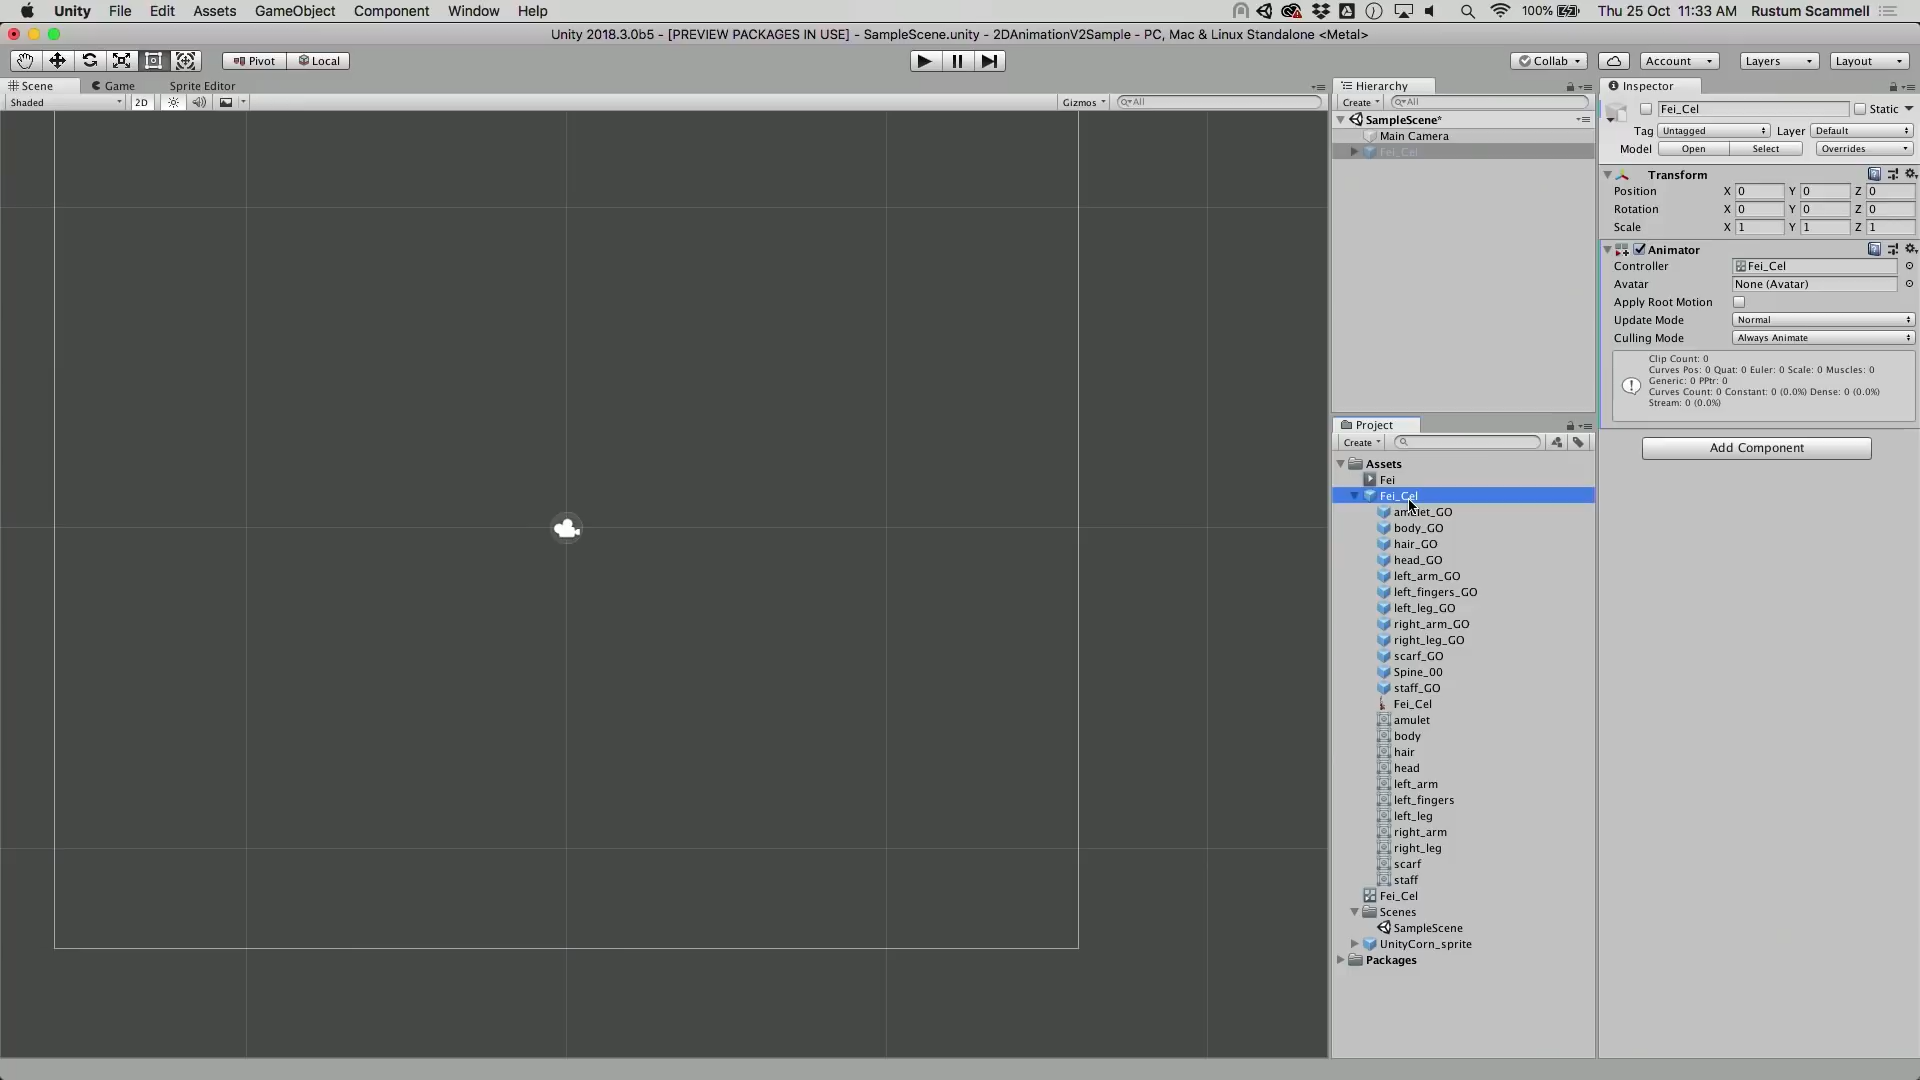 Unity File Edit Assets GameObject Component Window Help
100% Thu 25 Oct 11:33 AM Rustum Scammell
Unity 2018.3.0b5 - [PREVIEW PACKAGES IN USE] - SampleScene.unity - 2DAnimationV2Sample - PC, Mac & Linux Standalone <Metal>
Pivot Local
Collab Account Layers Layout
Scene Game Sprite Editor
Shaded 2D Gizmos All
Hierarchy
Create All
SampleScene*
Main Camera
Fei_Cel
Project
Create
Assets
Fei
Fei_Cel
amulet_GO
body_GO
hair_GO
head_GO
left_arm_GO
left_fingers_GO
left_leg_GO
right_arm_GO
right_leg_GO
scarf_GO
Spine_00
staff_GO
Fei_Cel
amulet
body
hair
head
left_arm
left_fingers
left_leg
right_arm
right_leg
scarf
staff
Fei_Cel
Scenes
SampleScene
UnityCorn_sprite
Packages
Inspector
Fei_Cel Static
Tag Untagged Layer Default
Model Open Select Overrides
Transform
Position X 0 Y 0 Z 0
Rotation X 0 Y 0 Z 0
Scale X 1 Y 1 Z 1
Animator
Controller Fei_Cel
Avatar None (Avatar)
Apply Root Motion
Update Mode Normal
Culling Mode Always Animate
Clip Count: 0
Curves Pos: 0 Quat: 0 Euler: 0 Scale: 0 Muscles: 0
Generic: 0 PPtr: 0
Curves Count: 0 Constant: 0 (0.0%) Dense: 0 (0.0%)
Stream: 0 (0.0%)
Add Component